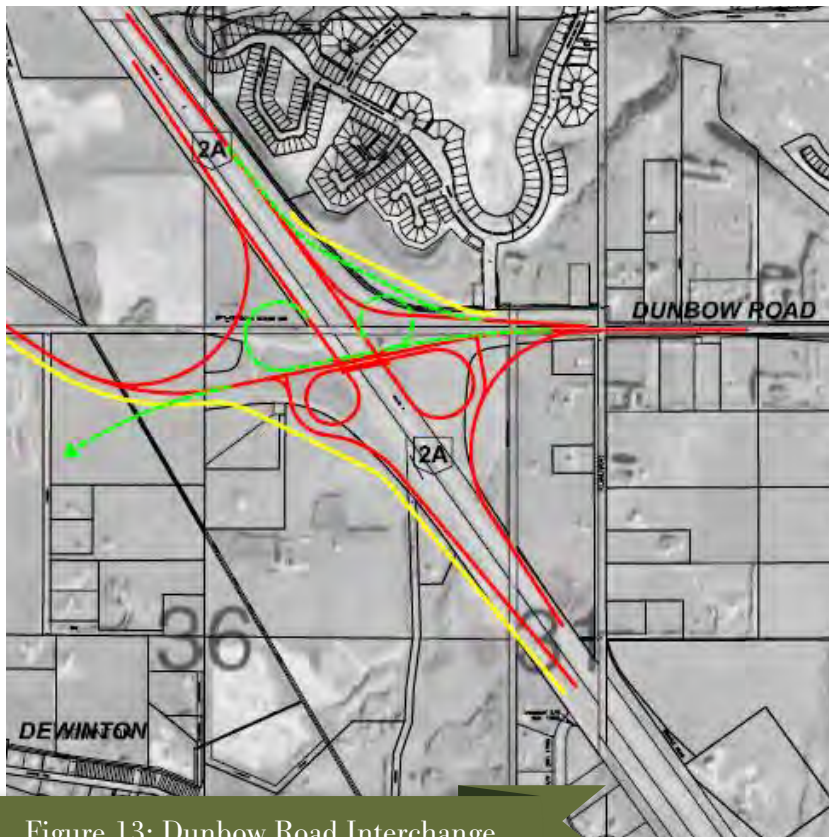 2A
DUNBOW ROAD
2A
36
DEWINTON
Figure 13: Dunbow Road Interchange